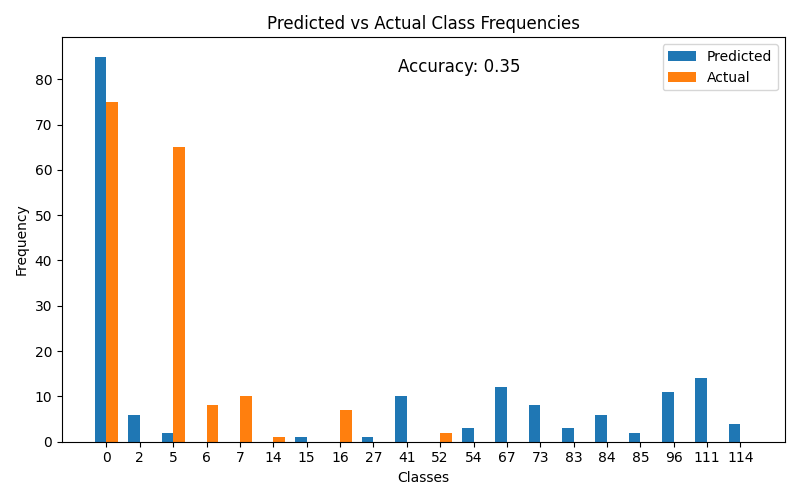 Predicted vs Actual Class Frequencies
Accuracy: 0.35
Predicted
Actual
Frequency
80
70
60
50
40
30
20
10
0
0 2 5 6 7 14 15 16 27 41 52 54 67 73 83 84 85 96 111 114
Classes